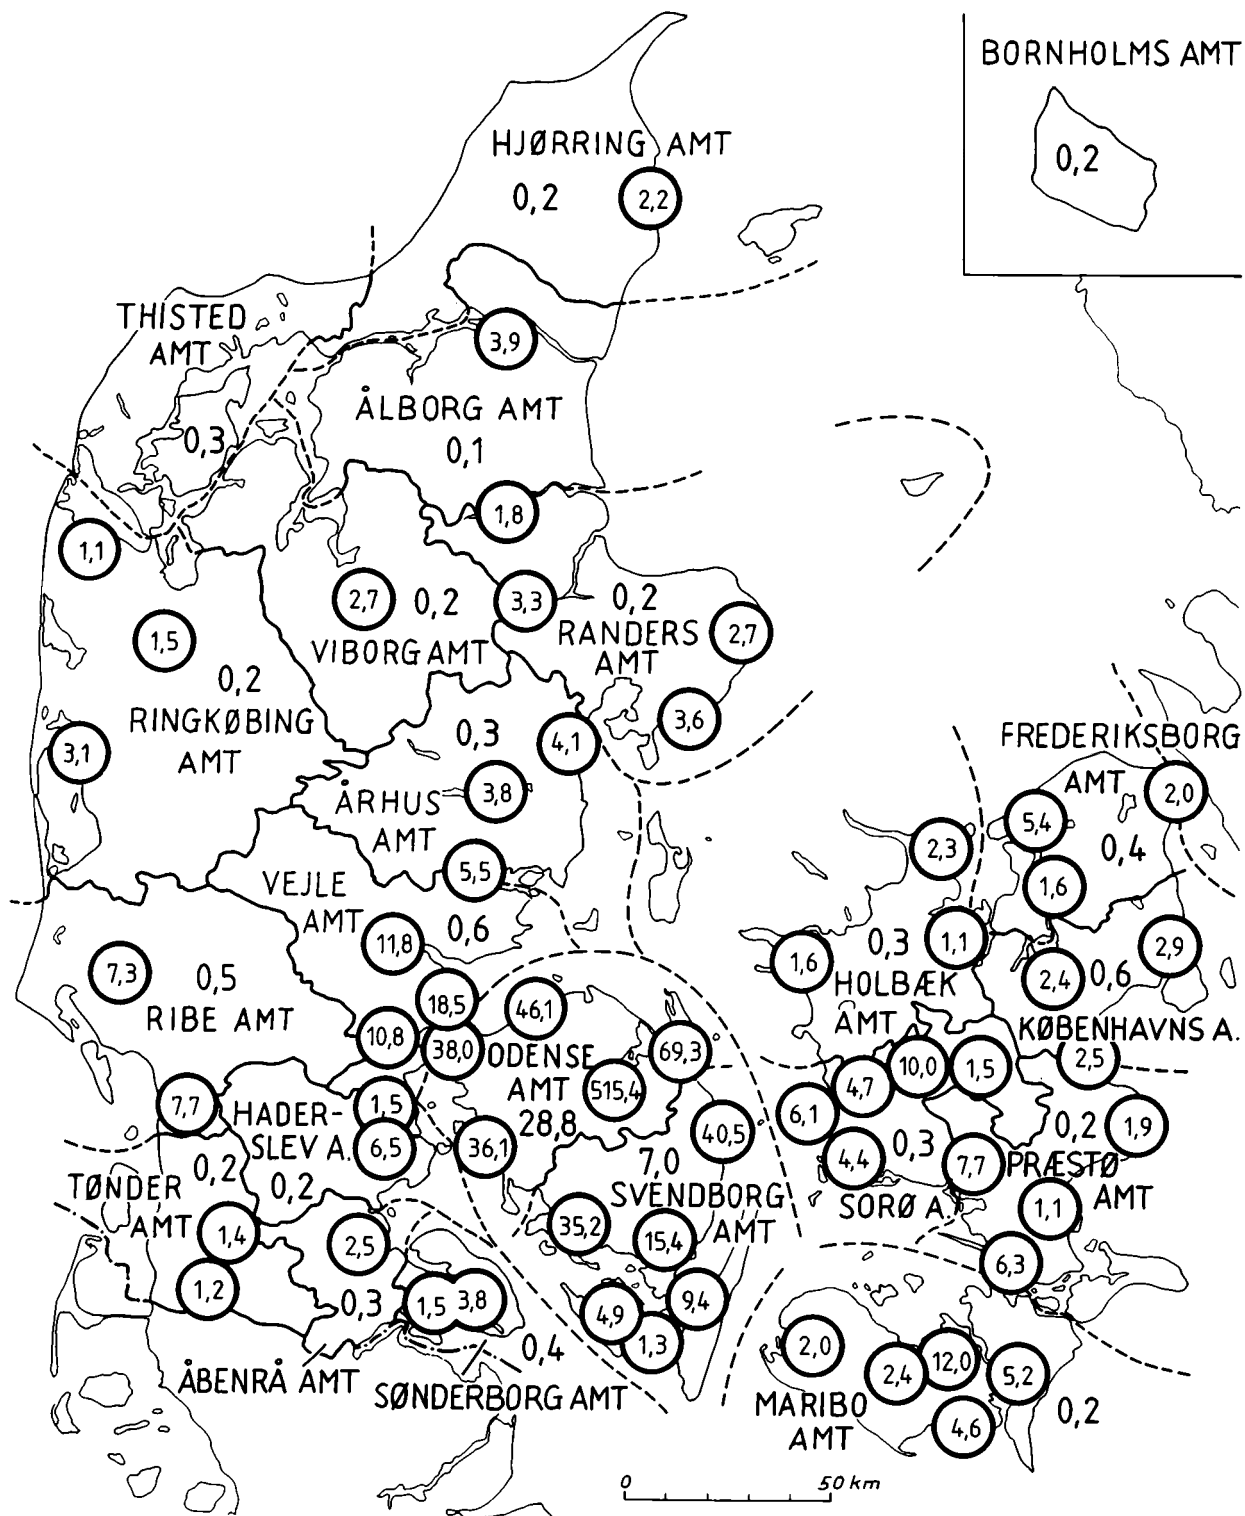 BORNHOLMS AMT
0,2
HJØRRING AMT
0,2
2,2
THISTED
AMT
0,3
3,9
ÅLBORG AMT
0,1
1,8
1,1
1,5
0,2
RINGKØBING
AMT
3,1
2,7
0,2
VIBORG AMT
3,3
0,2
RANDERS
AMT
2,7
3,6
0,3
4,1
3,8
ÅRHUS
AMT
5,5
VEJLE
AMT
0,6
11,8
18,5
10,8
7,3
0,5
RIBE AMT
7,7
HADER-
SLEV A.
1,5
6,5
0,2
TØNDER
AMT
0,2
1,4
1,2
2,5
0,3
ÅBENRÅ AMT
1,5
3,8
0,4
SØNDERBORG AMT
46,1
38,0
ODENSE
AMT
28,8
69,3
515,4
36,1
40,5
7,0
SVENDBORG
AMT
35,2
15,4
4,9
9,4
1,3
FREDERIKSBORG
AMT
2,0
5,4
0,4
1,6
2,3
0,3
1,1
1,6
HOLBÆK
AMT
2,9
2,4
0,6
KØBENHAVNS A.
2,5
10,0
1,5
4,7
6,1
4,4
0,3
SORØ A.
7,7
0,2
1,9
PRÆSTØ
AMT
1,1
6,3
2,0
2,4
12,0
5,2
4,6
0,2
MARIBO
AMT
0 50 km